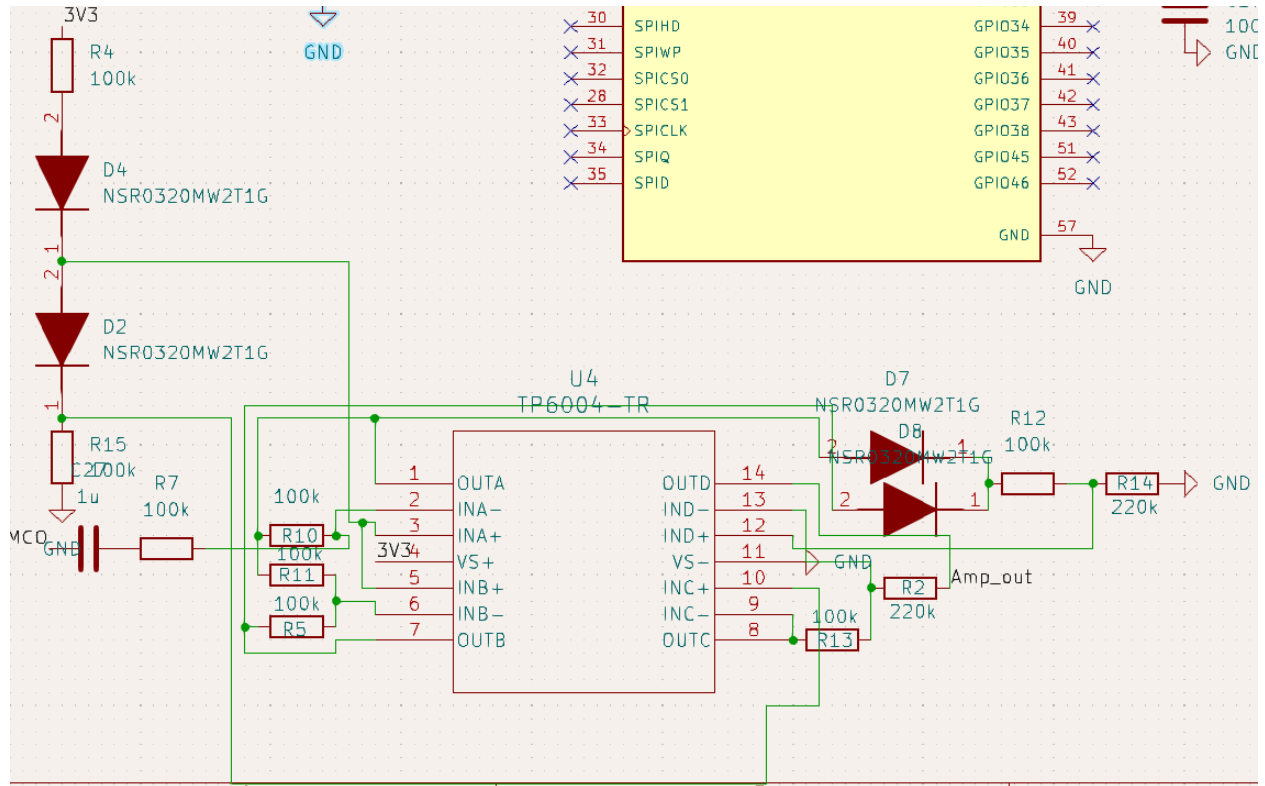 3V3
R4
100k
2
D4
NSR0320MW2T1G
1
2
D2
NSR0320MW2T1G
1
R15
100k
C27
1u
GND
MCO
R7
100k
GND
30 SPIHD
31 SPIWP
32 SPICS0
28 SPICS1
33 SPICLK
34 SPIQ
35 SPID
GPIO34 39
GPIO35 40
GPIO36 41
GPIO37 42
GPIO38 43
GPIO45 51
GPIO46 52
GND 57
GND
GND
U4
TP6004-TR
1 OUTA
2 INA-
3 INA+
4 VS+
5 INB+
6 INB-
7 OUTB
OUTD 14
IND- 13
IND+ 12
VS- 11
INC+ 10
INC- 9
OUTC 8
3V3
100k
R10
100k
R11
100k
R5
D7
NSR0320MW2T1G
D8
NSR0320MW2T1G
2
1
2
1
R12
100k
R14
220k
GND
GND
Amp_out
R2
220k
100k
R13